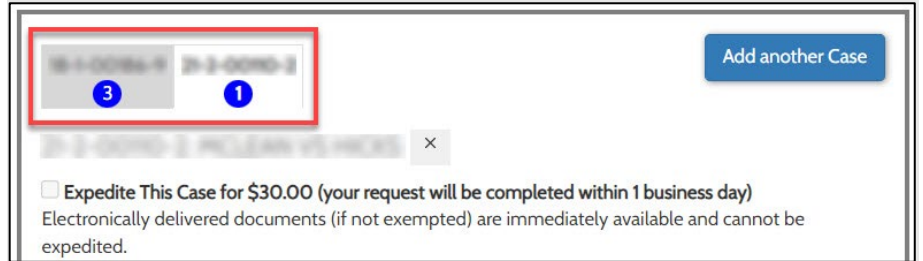 Add another Case
3 1
×
Expedite This Case for $30.00 (your request will be completed within 1 business day)
Electronically delivered documents (if not exempted) are immediately available and cannot be
expedited.